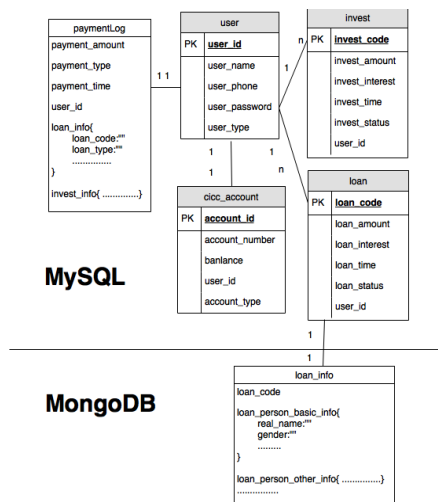 paymentLog
payment_amount
payment_type
payment_time
user_id
loan_info{
loan_code:""
loan_type:""
...............
}
invest_info{ ..............}
1 1
user
PK user_id
user_name
user_phone
user_password
user_type
1
n
invest
PK invest_code
invest_amount
invest_interest
invest_time
invest_status
user_id
1
1
1
n
cicc_account
PK account_id
account_number
banlance
user_id
account_type
loan
PK loan_code
loan_amount
loan_interest
loan_time
loan_status
user_id
MySQL
1
1
MongoDB
loan_info
loan_code
loan_person_basic_info{
real_name:""
gender:""
.........
}
loan_person_other_info{ ...............}
................